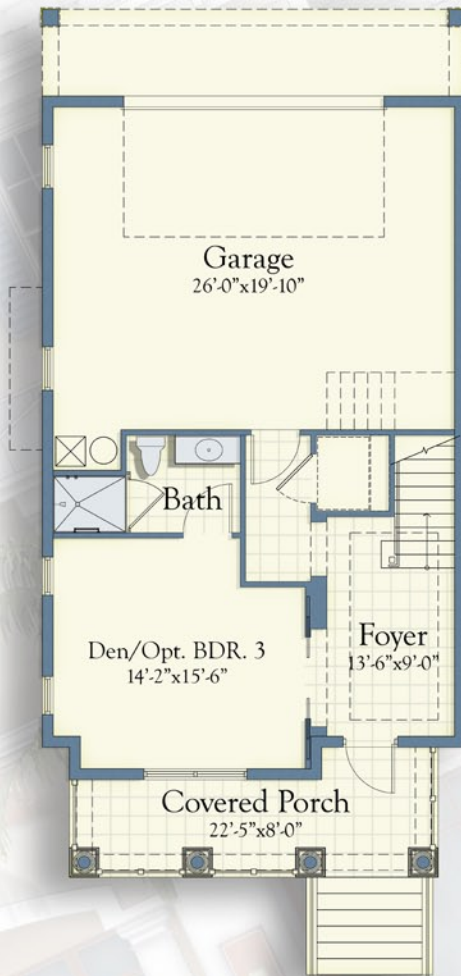 Garage
26'-0"x19'-10"
Bath
Den/Opt. BDR. 3
14'-2"x15'-6"
Foyer
13'-6"x9'-0"
Covered Porch
22'-5"x8'-0"